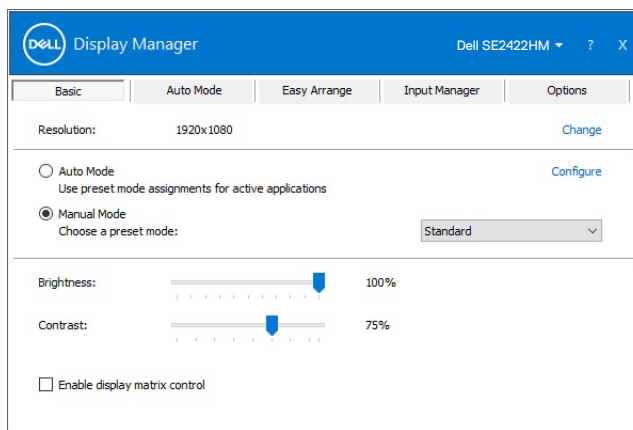 DELL Display Manager Dell SE2422HM ? X
Basic Auto Mode Easy Arrange Input Manager Options
Resolution: 1920x1080 Change
Auto Mode Configure
Use preset mode assignments for active applications
Manual Mode
Choose a preset mode: Standard
Brightness: 100%
Contrast: 75%
Enable display matrix control